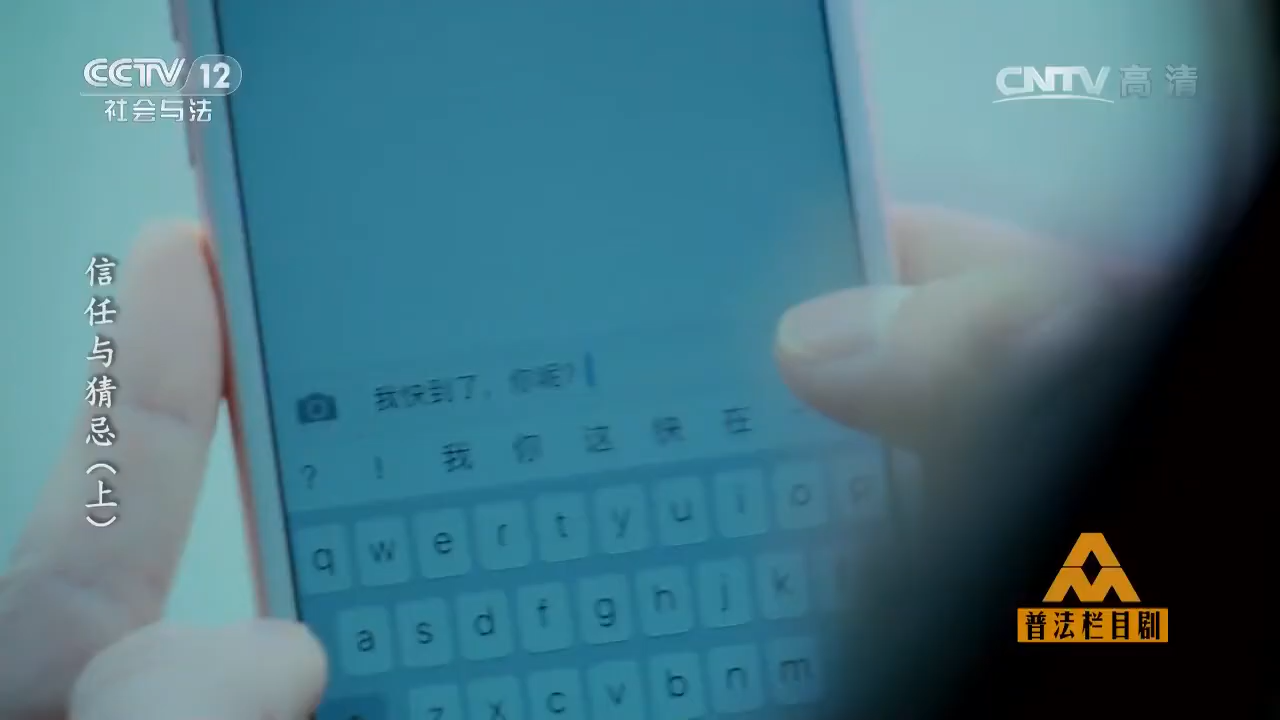 CCTV 12
社会与法
CNTV 高清
信任与猜忌(上)
我快到了，你呢?
? ! 我 你 这 快 在
q w e r t y u i o p
a s d f g h j k
z x c v b n m
普法栏目剧